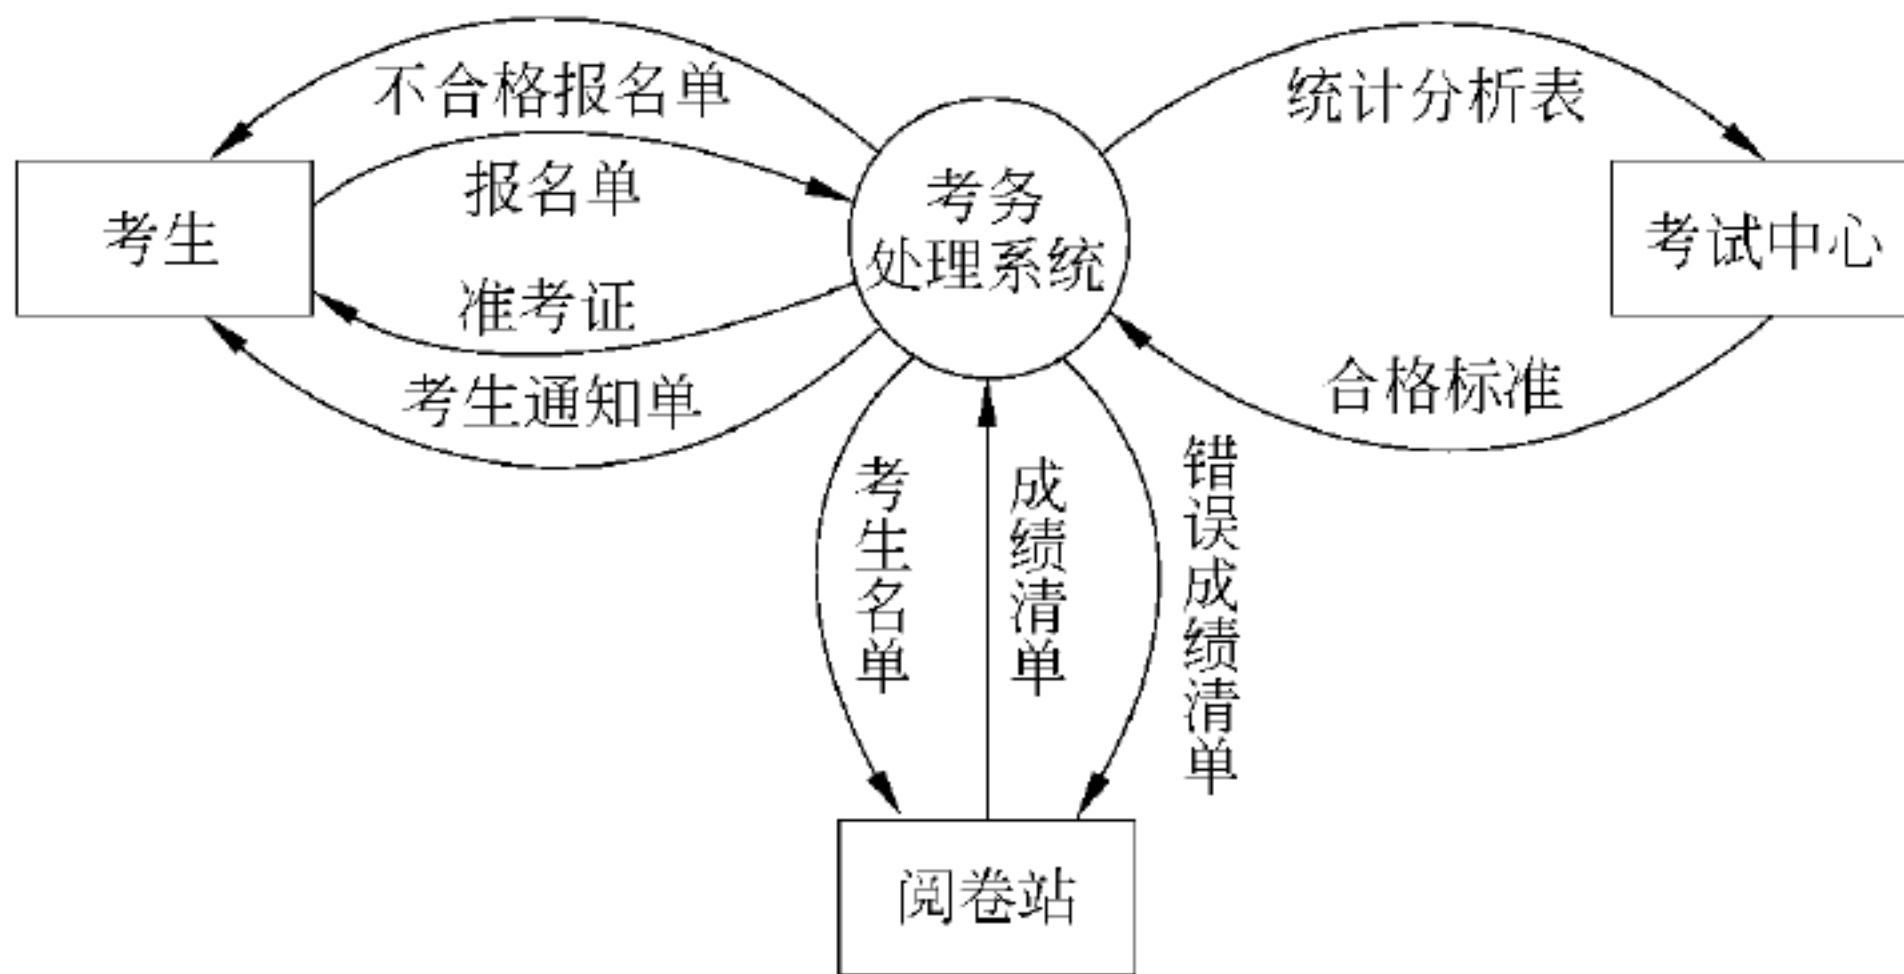 不合格报名单
统计分析表
报名单
考务
处理系统
考生
考试中心
准考证
考生通知单
合格标准
考生名单
成绩清单
错误成绩清单
阅卷站